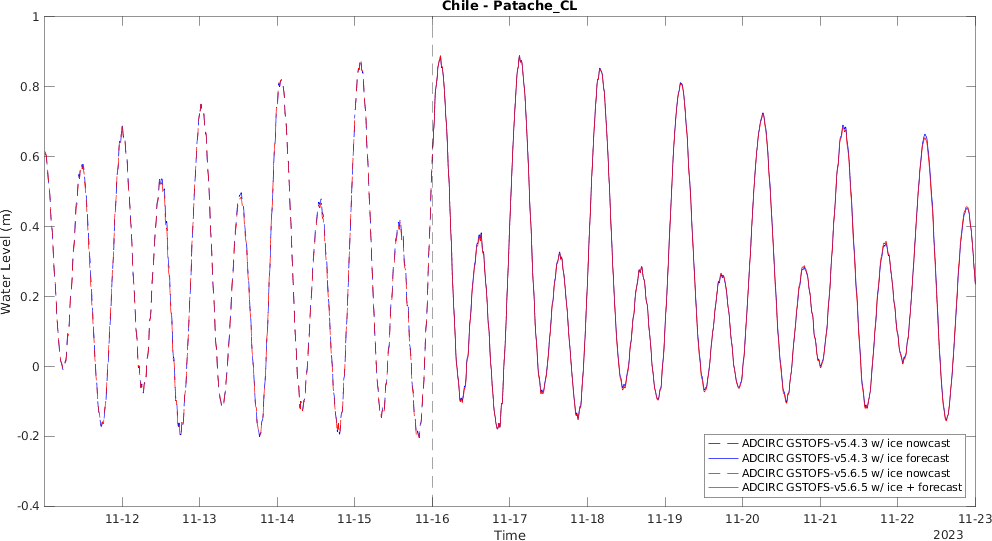 Chile - Patache_CL
Water Level (m)
1
0.8
0.6
0.4
0.2
0
-0.2
-0.4
ADCIRC GSTOFS-v5.4.3 w/ ice nowcast
ADCIRC GSTOFS-v5.4.3 w/ ice forecast
ADCIRC GSTOFS-v5.6.5 w/ ice nowcast
ADCIRC GSTOFS-v5.6.5 w/ ice + forecast
11-12 11-13 11-14 11-15 11-16 11-17 11-18 11-19 11-20 11-21 11-22 11-23
Time
2023